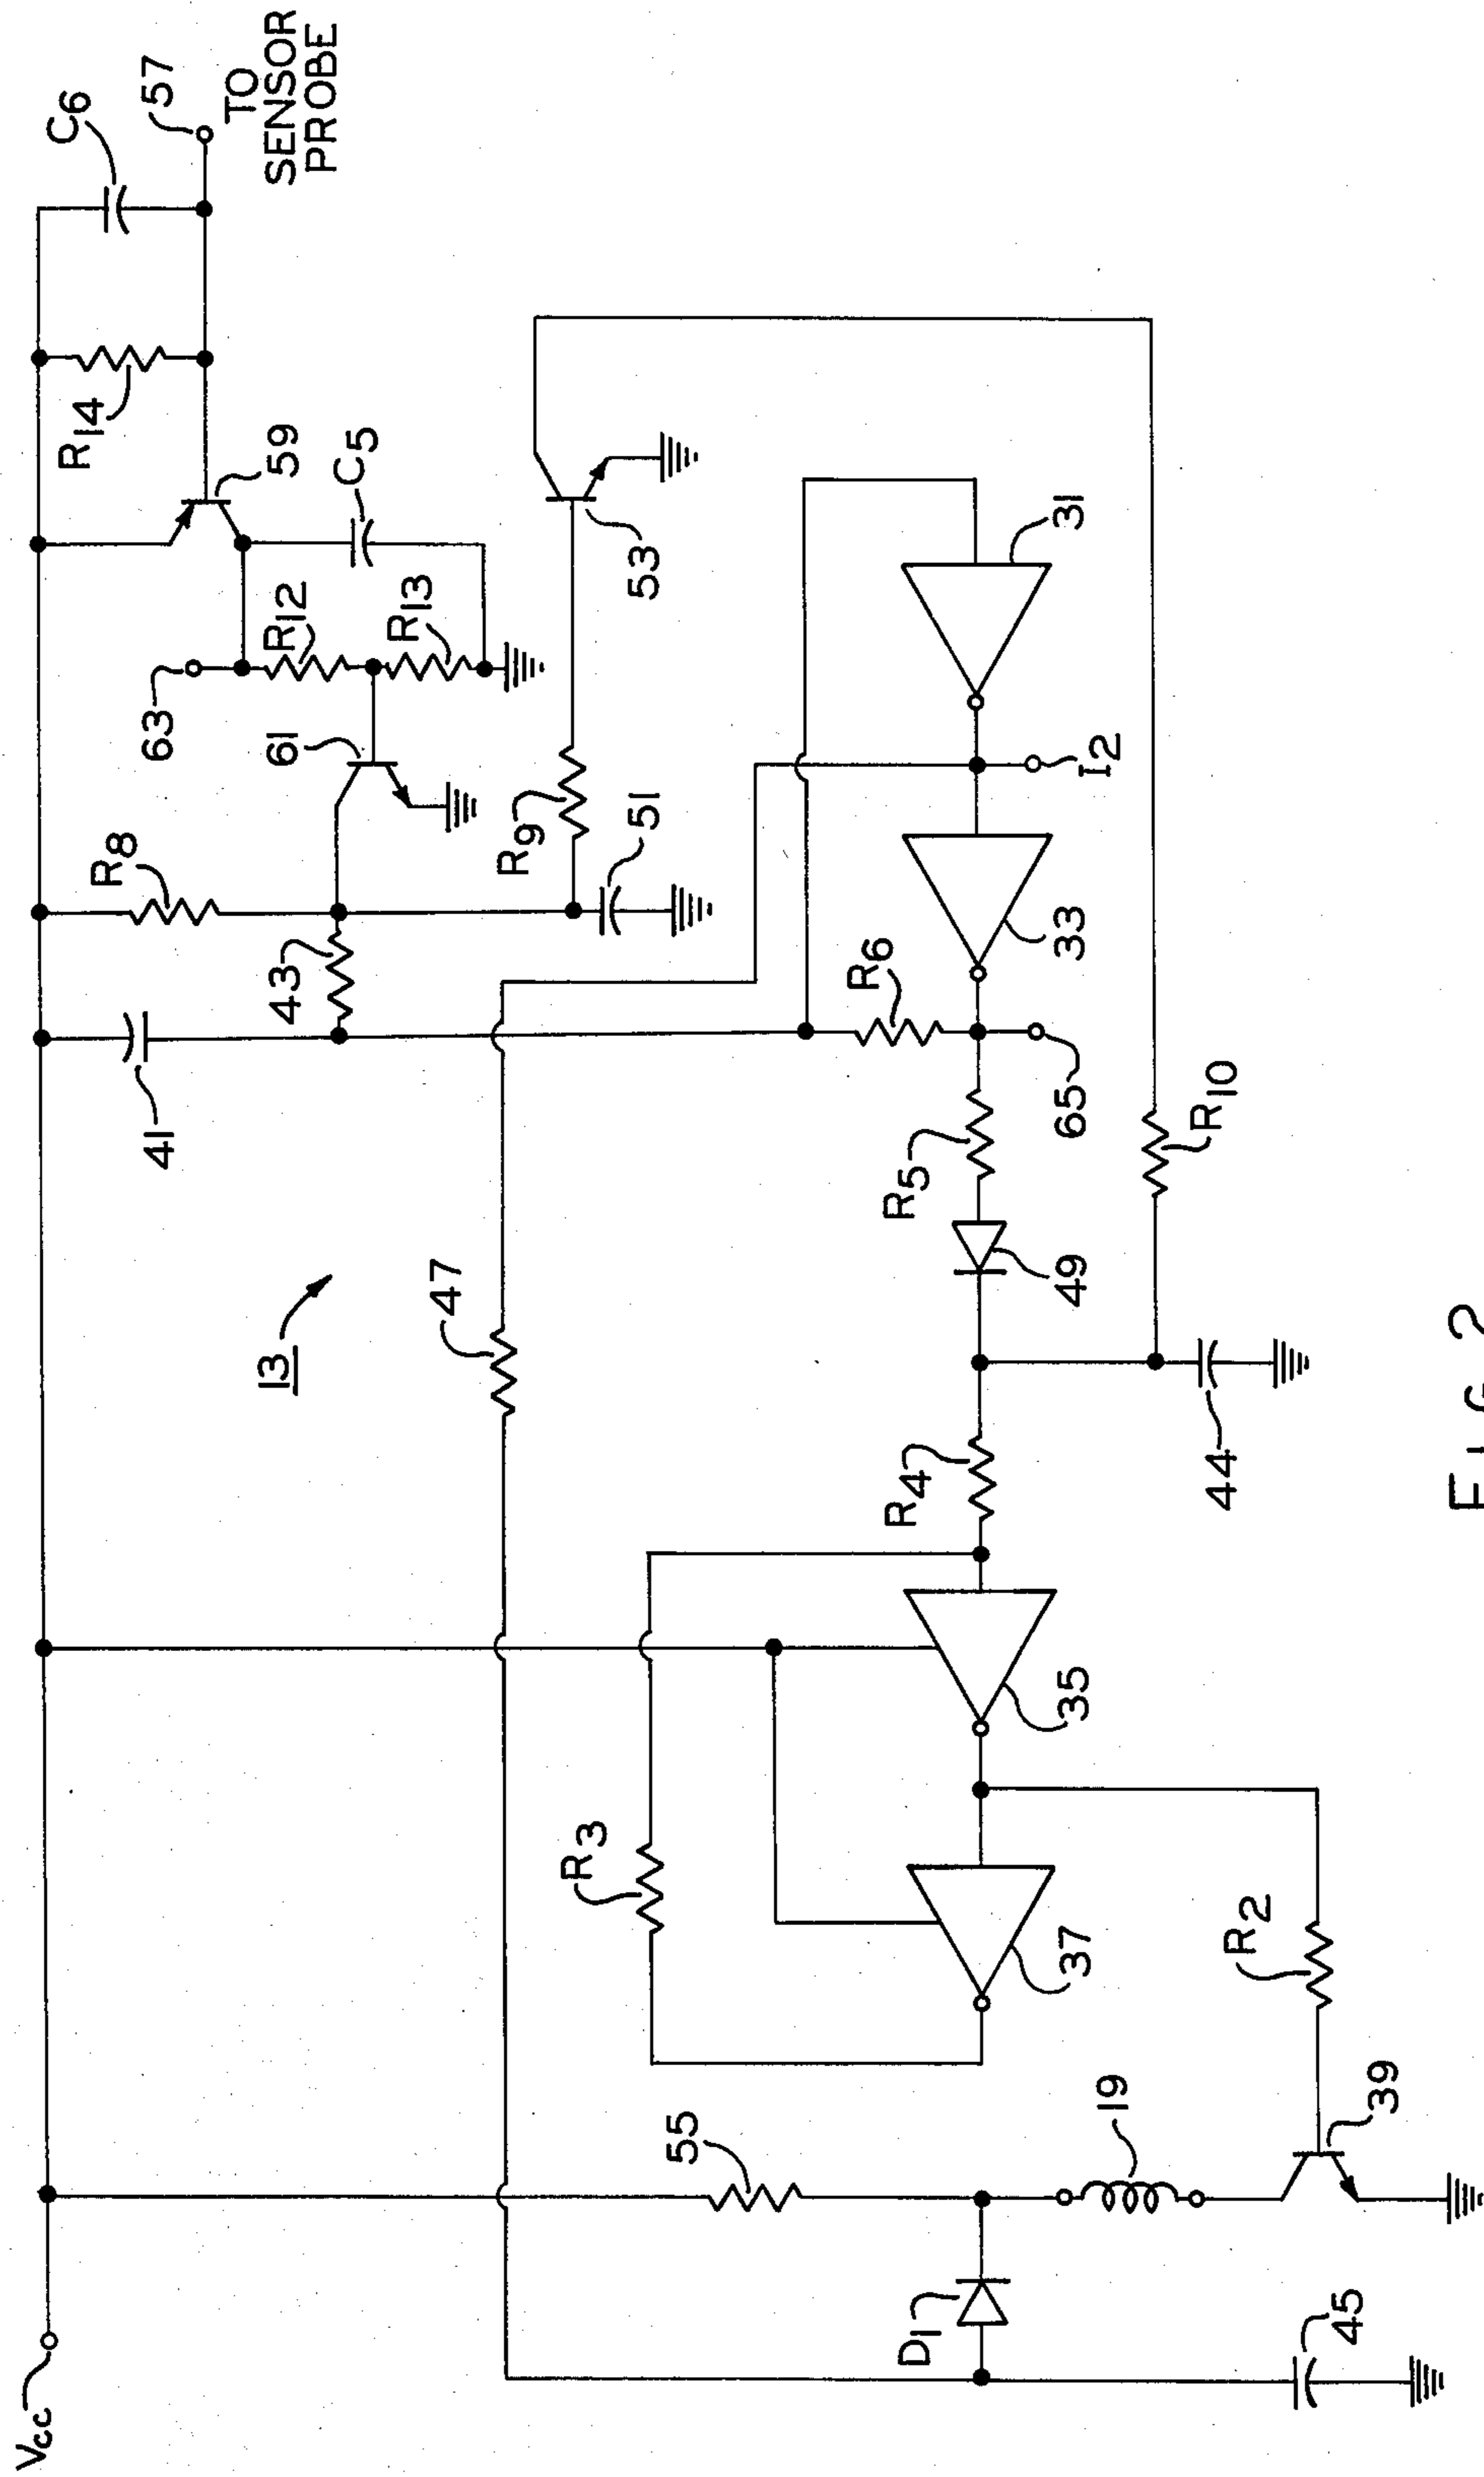 Vcc
C6
57
TO
SENSOR
PROBE
R14
59
C5
63
R12
R13
61
53
R8
43
R9
51
31
I2
33
41
R6
65
R5
49
R10
13
47
R4
44
35
R3
37
R2
55
19
39
D1
45
FIG 2